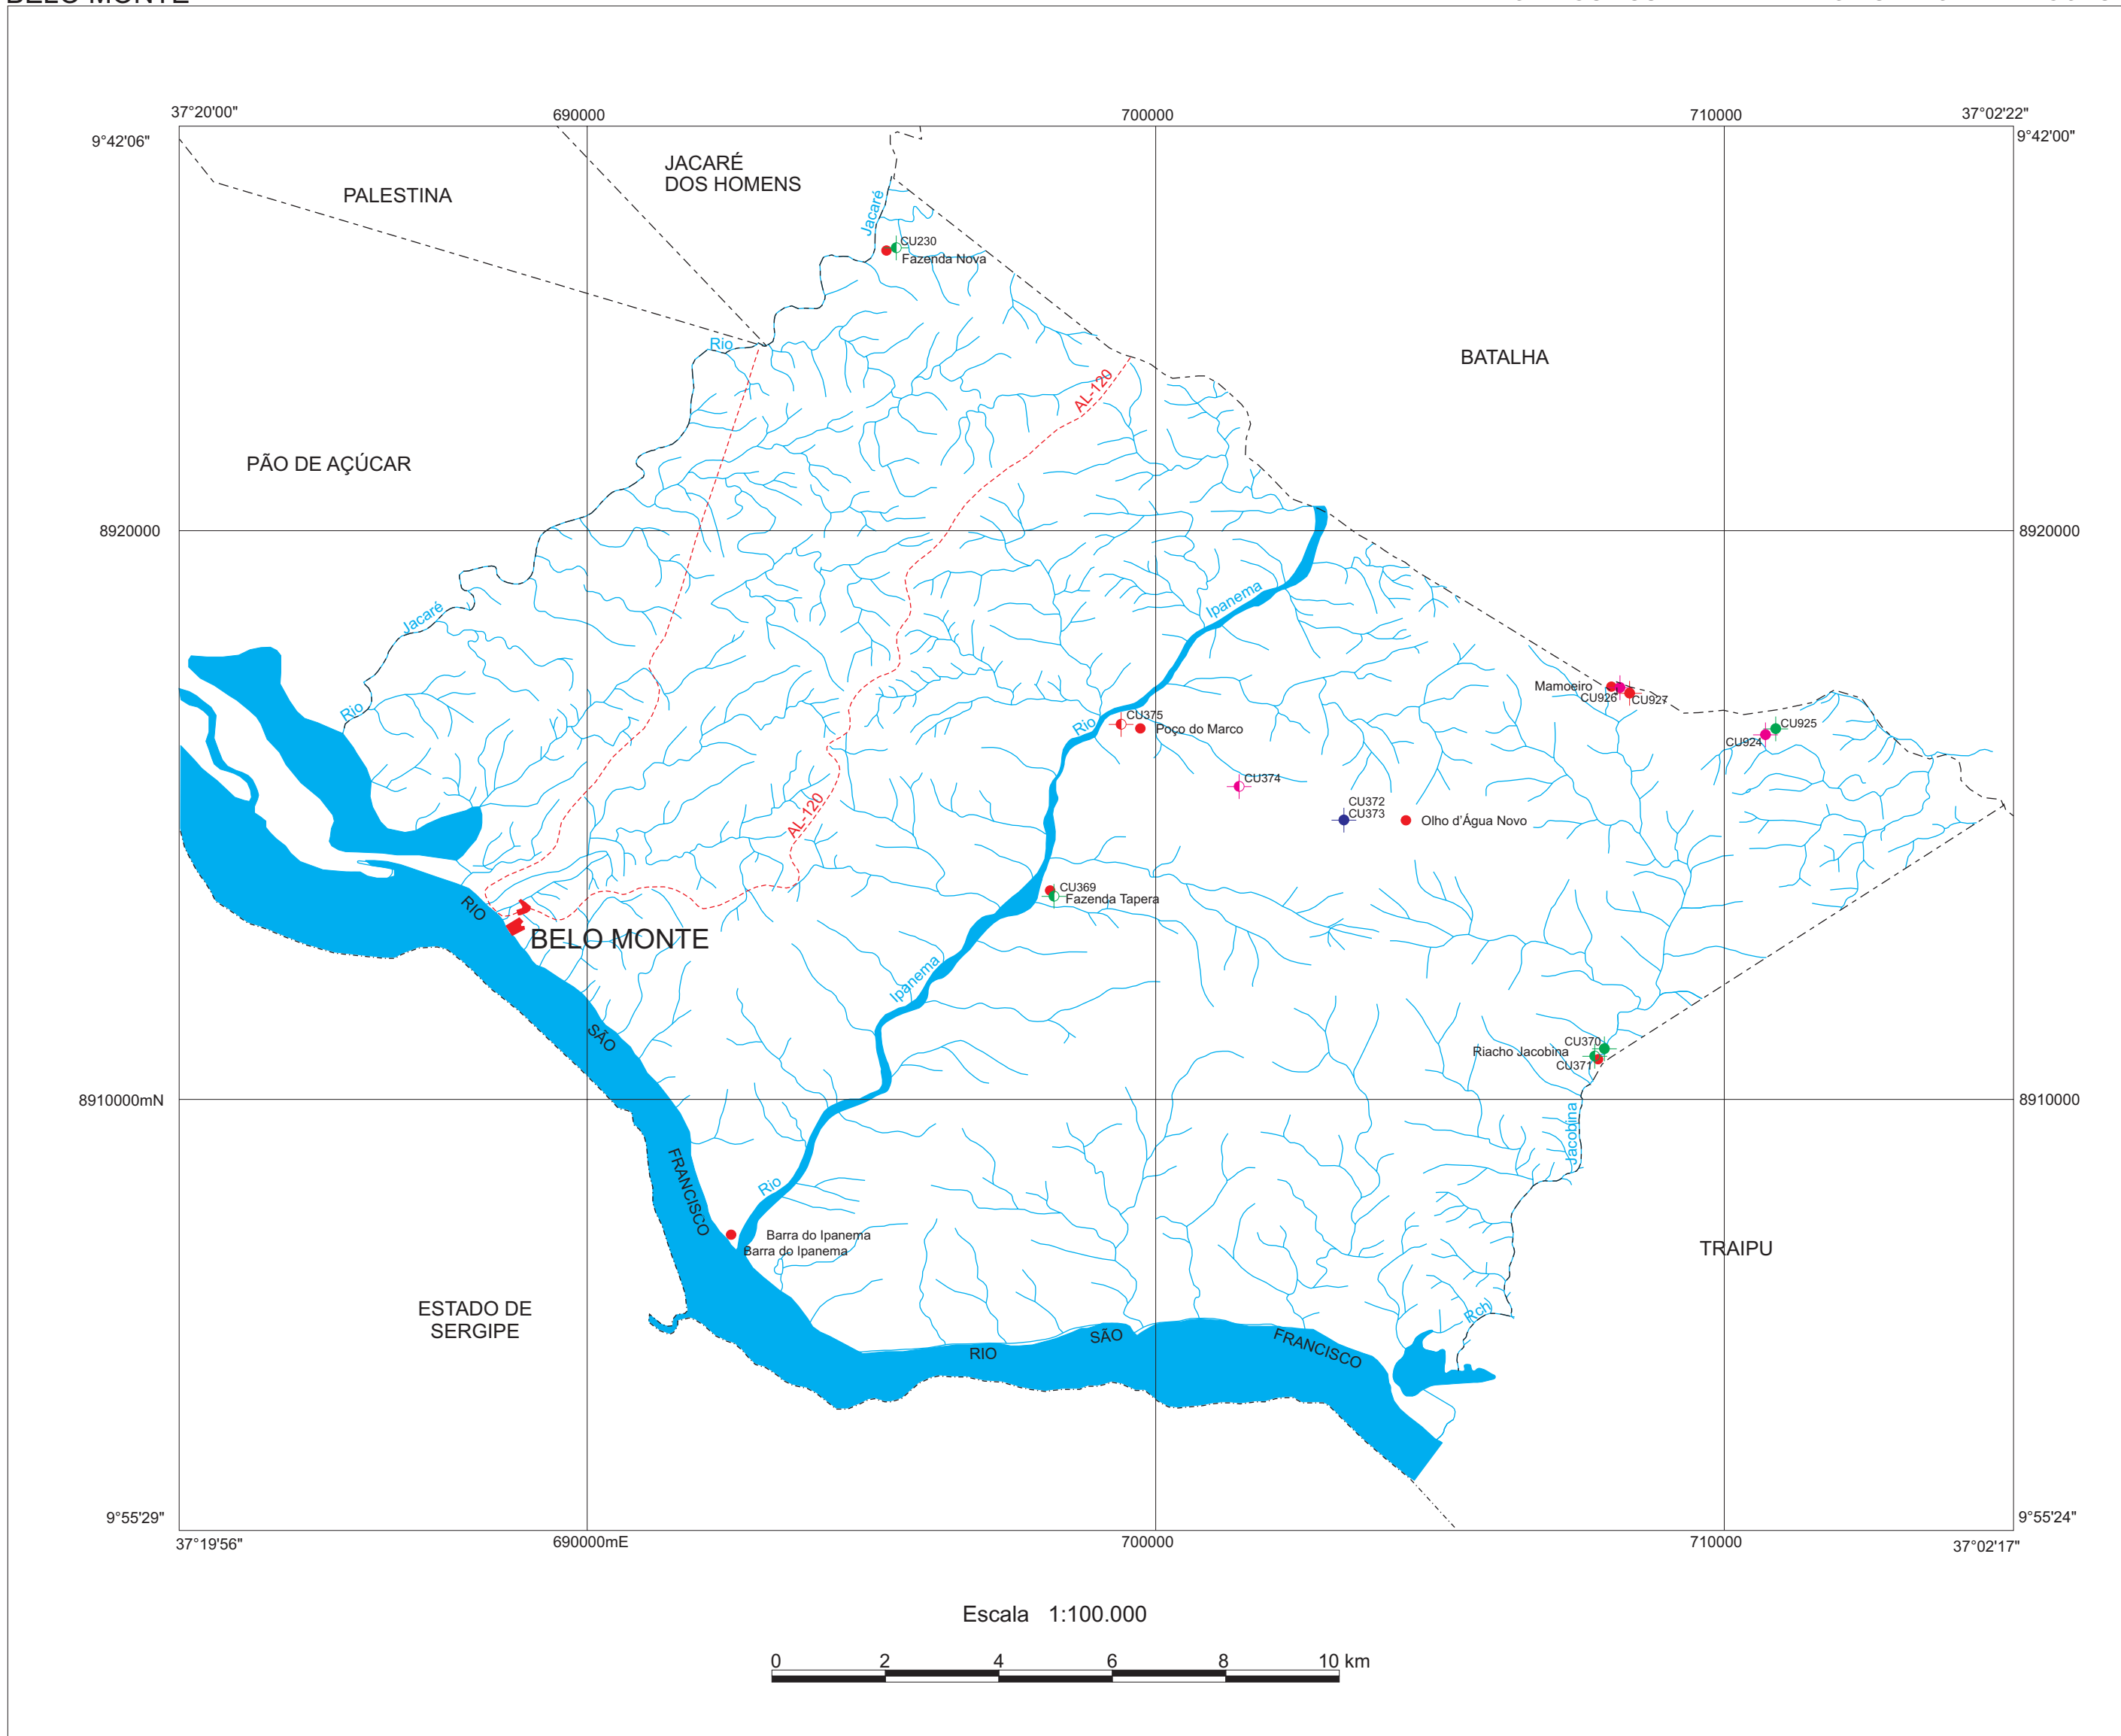 BELO MONTE
37°20'00"
690000
700000
710000
37°02'22"
9°42'06"
9°42'00"
JACARÉ
DOS HOMENS
PALESTINA
Jacaré
CU230
Fazenda Nova
Rio
BATALHA
AL-120
PÃO DE AÇÚCAR
8920000
8920000
Ipanema
Jacaré
Mamoeiro
CU926
CU927
Rio
CU375
Rio
Poço do Marco
CU925
CU924
CU374
CU372
CU373
AL-120
Olho d'Água Novo
CU369
Fazenda Tapera
RIO
BELO MONTE
Ipanema
SÃO
CU370
Riacho Jacobina
CU371
8910000mN
8910000
Jacobina
FRANCISCO
Rio
Barra do Ipanema
Barra do Ipanema
TRAIPU
ESTADO DE
SERGIPE
Rch
SÃO
FRANCISCO
RIO
9°55'29"
9°55'24"
37°19'56"
690000mE
700000
710000
37°02'17"
Escala 1:100.000
0 2 4 6 8 10 km